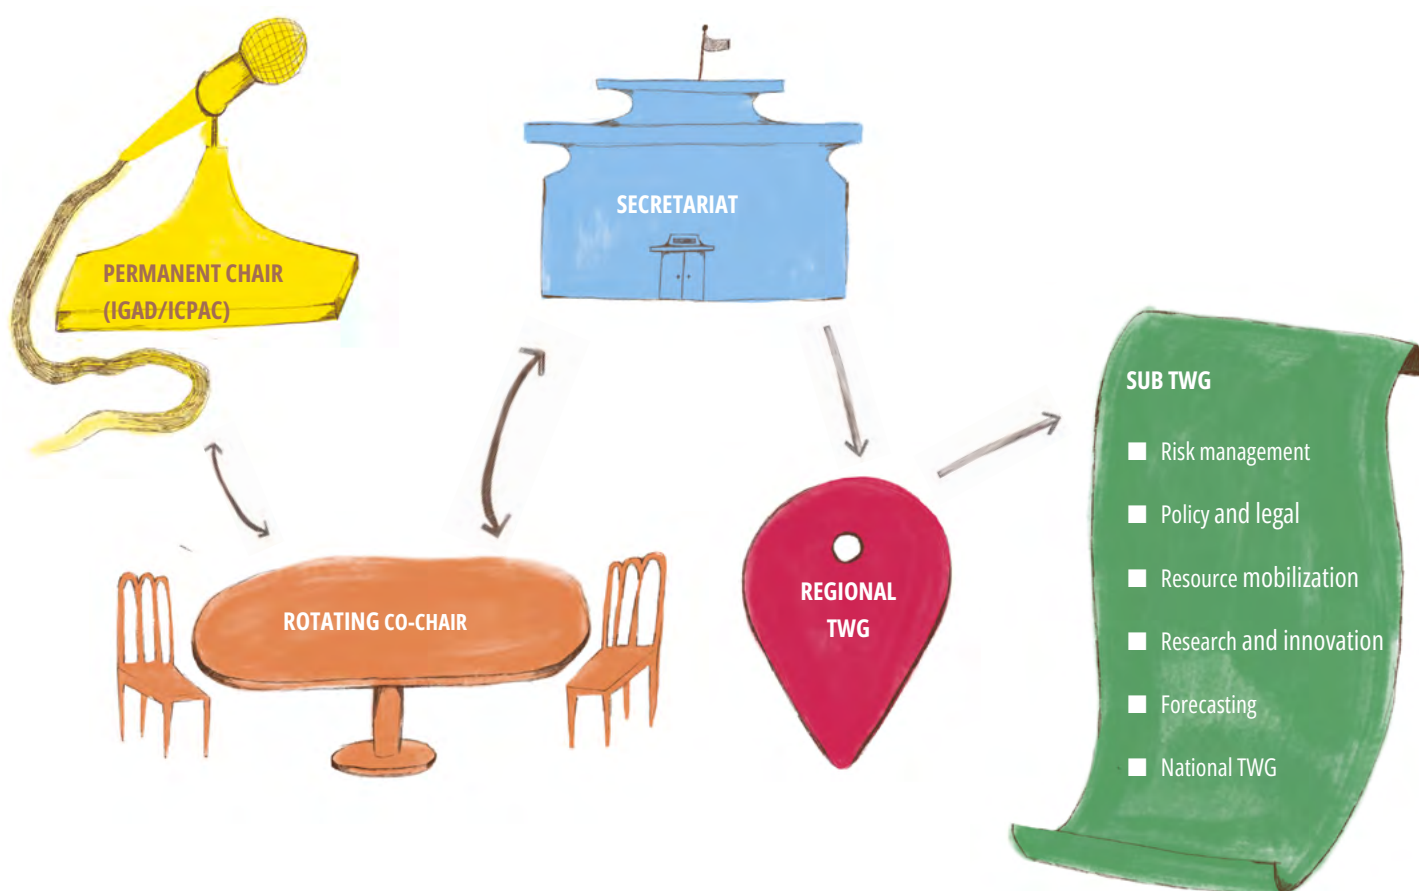 PERMANENT CHAIR
(IGAD/ICPAC)
SECRETARIAT
ROTATING CO-CHAIR
REGIONAL
TWG
SUB TWG
Risk management
Policy and legal
Resource mobilization
Research and innovation
Forecasting
National TWG